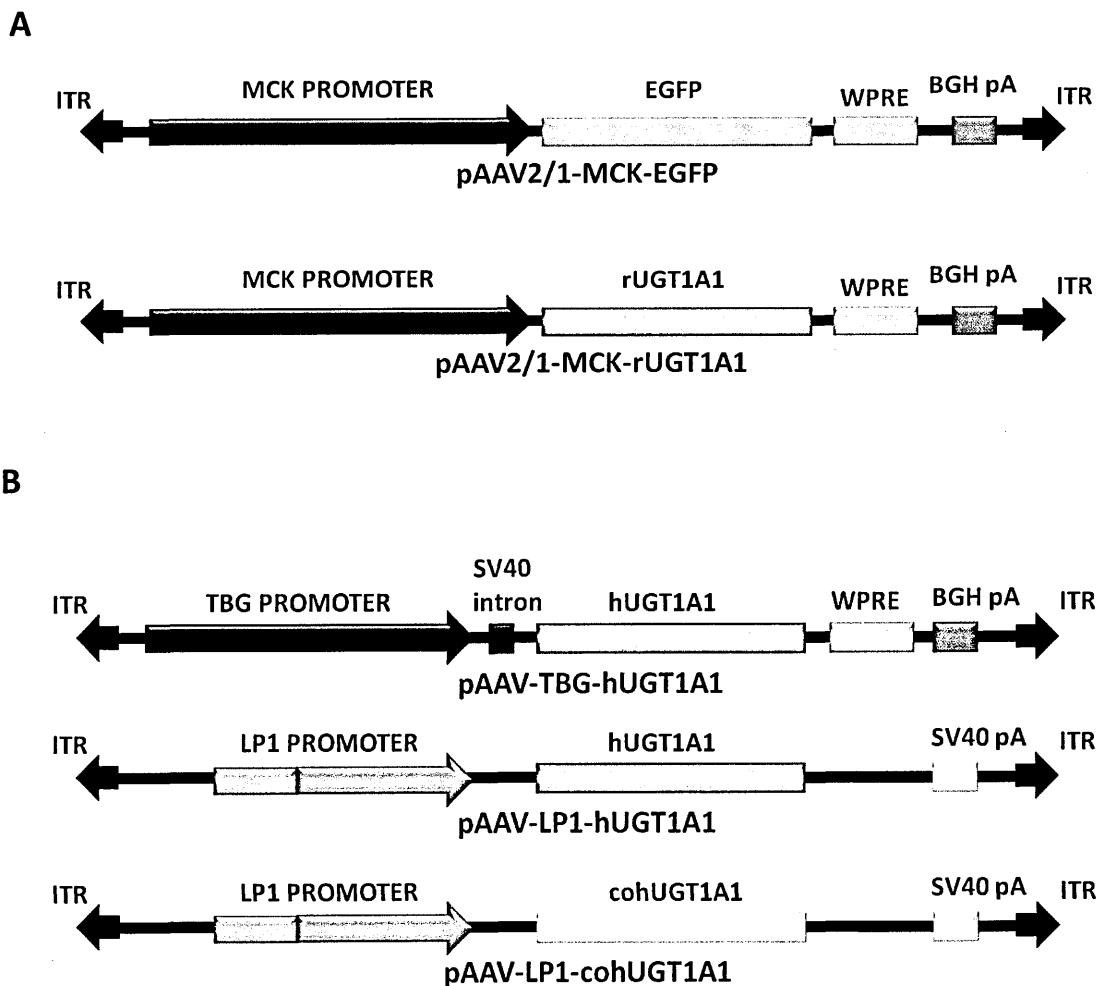 A
ITR MCK PROMOTER EGFP WPRE BGH pA ITR
pAAV2/1-MCK-EGFP
ITR MCK PROMOTER rUGT1A1 WPRE BGH pA ITR
pAAV2/1-MCK-rUGT1A1
B
ITR TBG PROMOTER SV40 intron hUGT1A1 WPRE BGH pA ITR
pAAV-TBG-hUGT1A1
ITR LP1 PROMOTER hUGT1A1 SV40 pA ITR
pAAV-LP1-hUGT1A1
ITR LP1 PROMOTER cohUGT1A1 SV40 pA ITR
pAAV-LP1-cohUGT1A1